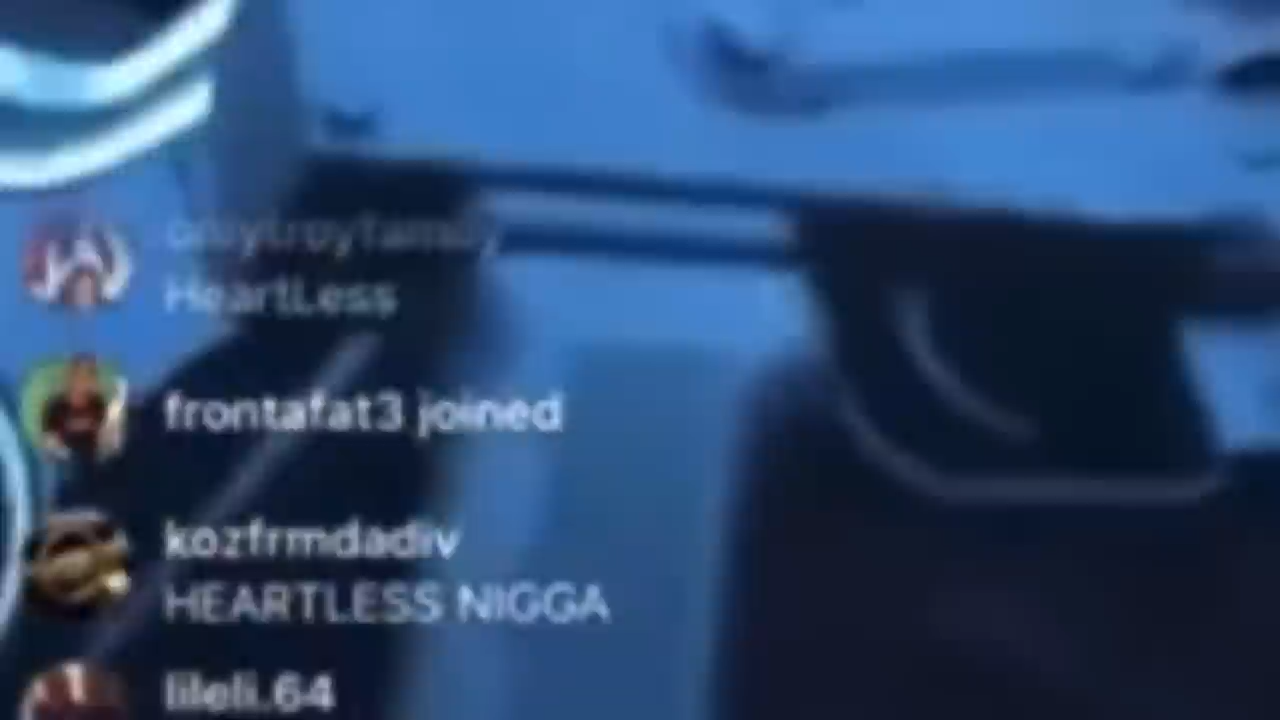 HeartLess
frontafat3 joined
kozfrmdadiv
HEARTLESS NIGGA
lileli.64